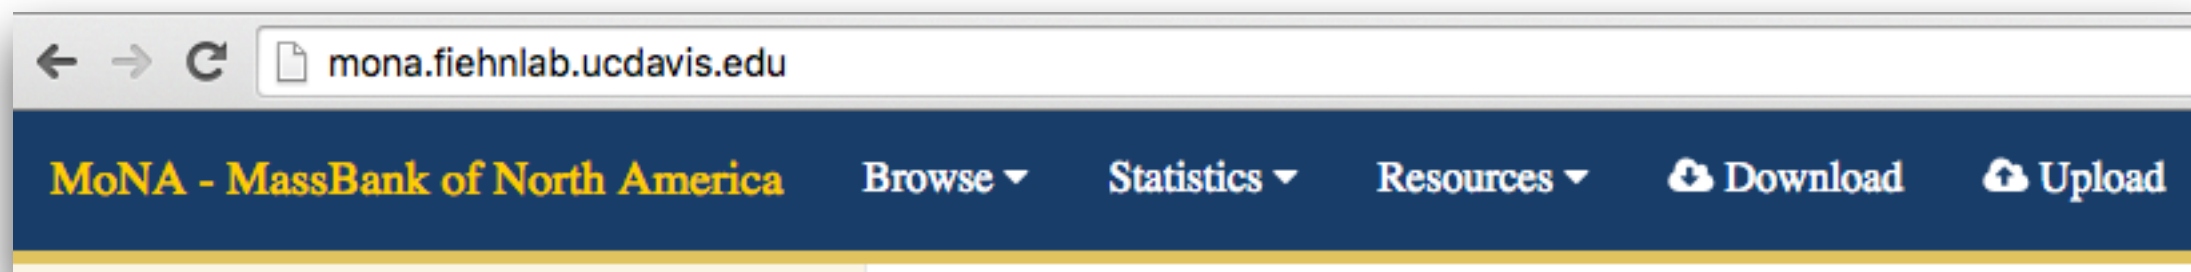 mona.fiehnlab.ucdavis.edu
MoNA - MassBank of North America Browse Statistics Resources Download Upload